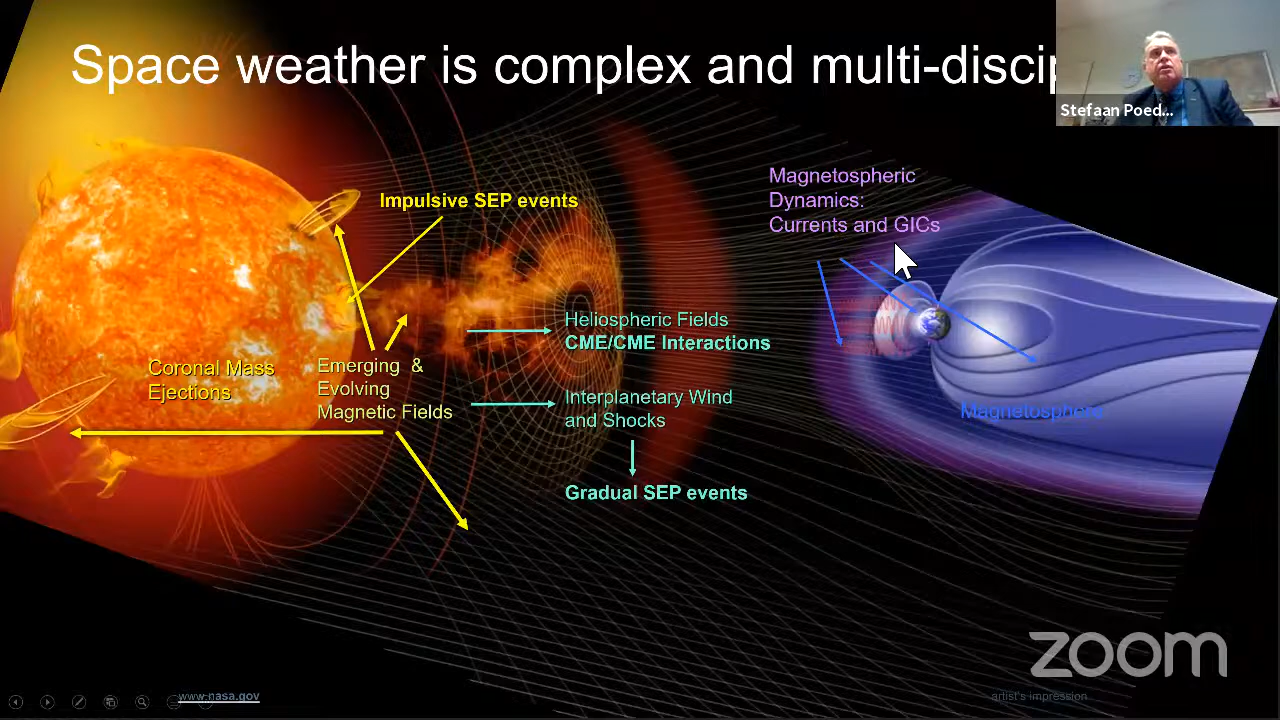 Space weather is complex and multi-discip
Stefaan Poed...
Impulsive SEP events
Magnetospheric
Dynamics:
Currents and GICs
Heliospheric Fields
CME/CME Interactions
Coronal Mass
Ejections
Emerging &
Evolving
Magnetic Fields
Interplanetary Wind
and Shocks
Magnetosphere
Gradual SEP events
zoom
www.nasa.gov
artist's impression